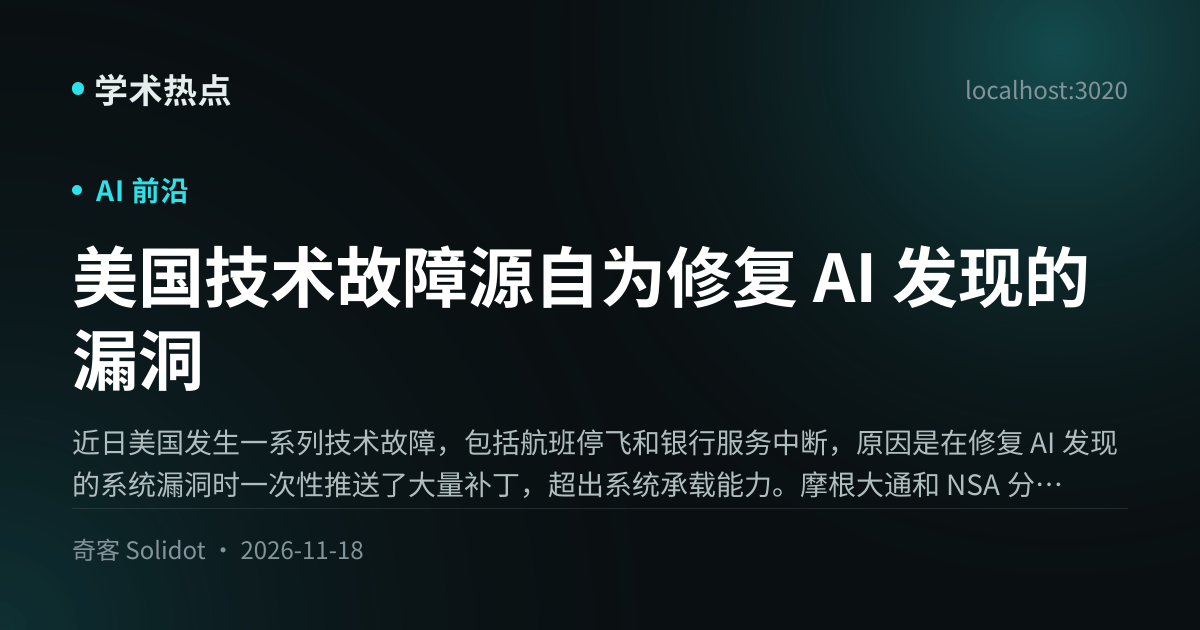 学术热点
localhost:3020
AI 前沿
美国技术故障源自为修复 AI 发现的
漏洞
近日美国发生一系列技术故障，包括航班停飞和银行服务中断，原因是在修复 AI 发现
的系统漏洞时一次性推送了大量补丁，超出系统承载能力。摩根大通和 NSA 分…
奇客 Solidot · 2026-11-18